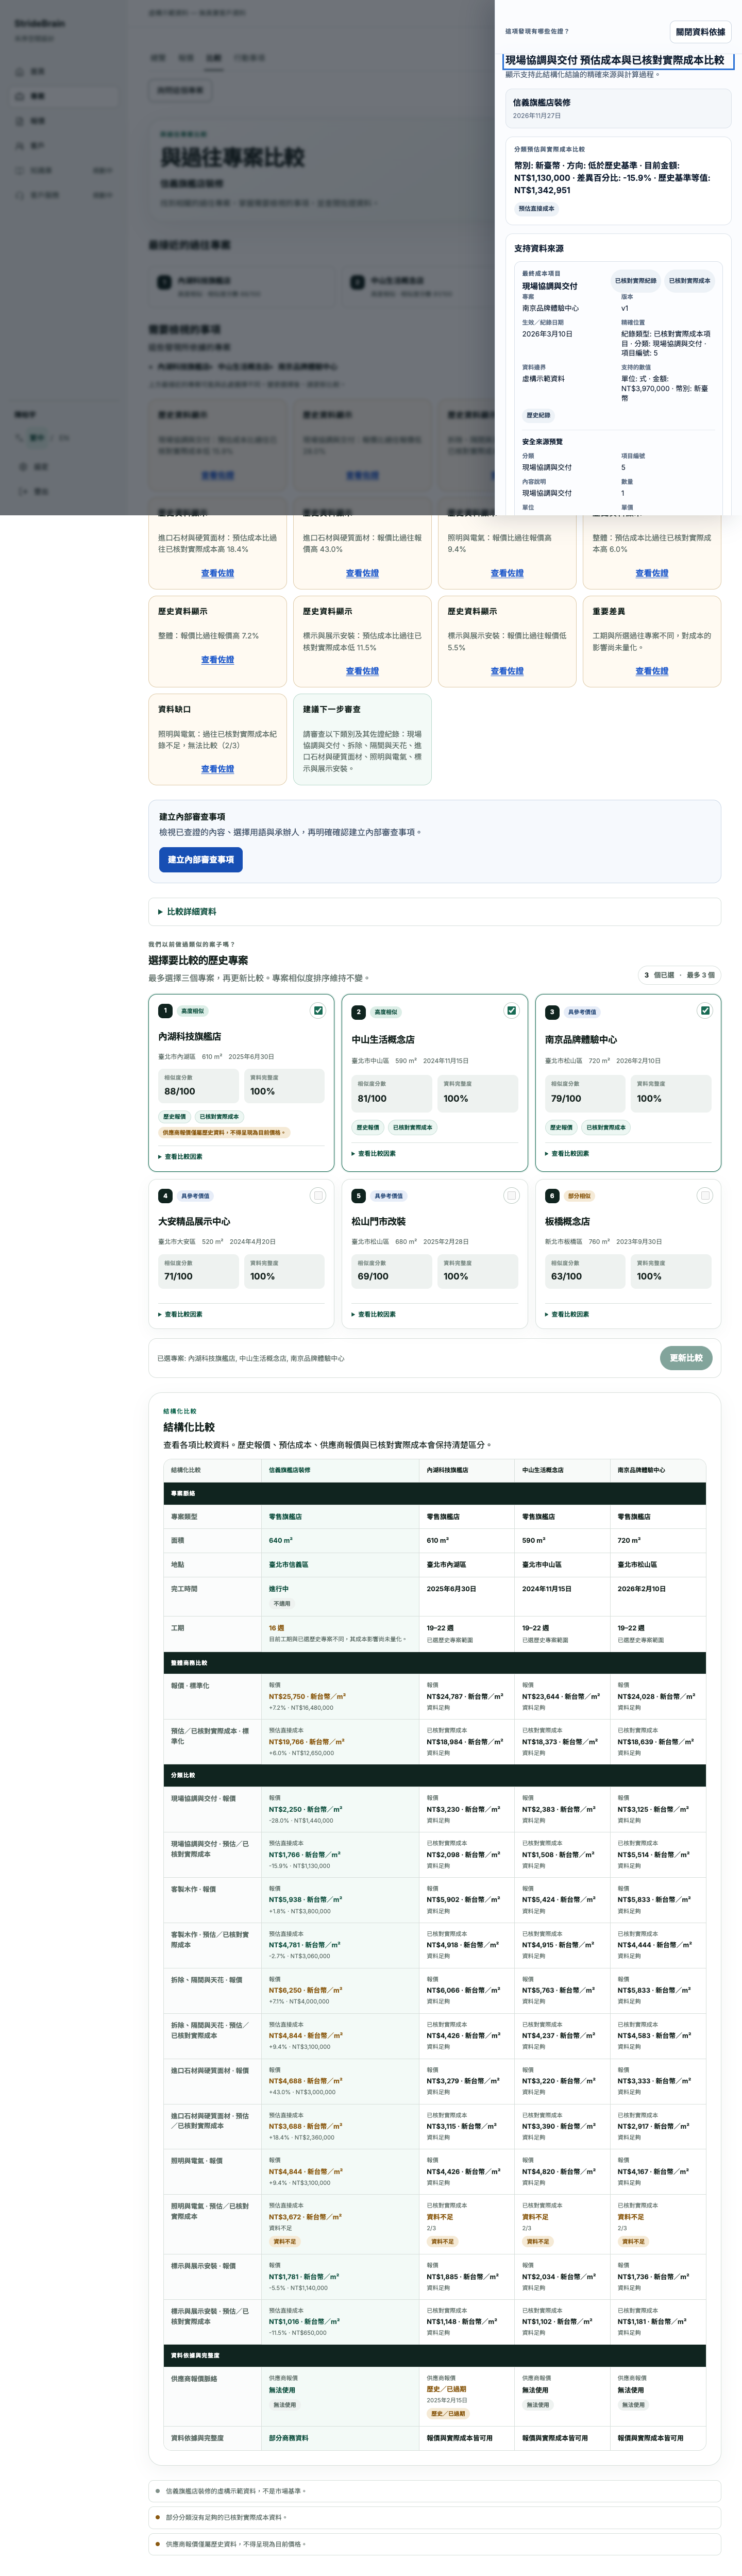 StrideBrain
與過往專案比較
信義旗艦店裝修
最接近的過往專案
內湖科技旗艦店
中山生活概念店
需要檢視的事項
歷史資料顯示
查看佐證
歷史資料顯示
查看佐證
這項發現有哪些佐證？
關閉資料依據
現場協調與交付 預估成本與已核對實際成本比較
顯示支持此結構化結論的精確來源與計算過程。
信義旗艦店裝修
2026年11月27日
分類預估與實際成本比較
幣別: 新臺幣 · 方向: 低於歷史基準 · 目前金額:
NT$1,130,000 · 差異百分比: -15.9% · 歷史基準等值:
NT$1,342,951
預估直接成本
支持資料來源
最終成本項目
現場協調與交付
已核對實際紀錄
已核對實際成本
專案
南京品牌體驗中心
版本
v1
生效／紀錄日期
2026年3月10日
精確位置
紀錄類型: 已核對實際成本項
目 · 分類: 現場協調與交付 ·
項目編號: 5
資料邊界
虛構示範資料
支持的數值
單位: 式 · 金額:
NT$3,970,000 · 幣別: 新臺
幣
歷史紀錄
安全來源預覽
分類
現場協調與交付
項目編號
5
內容說明
現場協調與交付
數量
1
單位
單價
歷史資料顯示
進口石材與硬質面材：預估成本比過
往已核對實際成本高 18.4%
查看佐證
進口石材與硬質面材：報價比過往報
價高 43.0%
查看佐證
照明與電氣：報價比過往報價高
9.4%
查看佐證
整體：預估成本比過往已核對實際成
本高 6.0%
查看佐證
歷史資料顯示
整體：報價比過往報價高 7.2%
查看佐證
歷史資料顯示
標示與展示安裝：預估成本比過往已
核對實際成本低 11.5%
查看佐證
歷史資料顯示
標示與展示安裝：報價比過往報價低
5.5%
查看佐證
重要差異
工期與所選過往專案不同，對成本的
影響尚未量化。
查看佐證
資料缺口
照明與電氣：過往已核對實際成本紀
錄不足，無法比較（2/3）
查看佐證
建議下一步審查
請審查以下類別及其佐證紀錄：現場
協調與交付、拆除、隔間與天花、進
口石材與硬質面材、照明與電氣、標
示與展示安裝。
建立內部審查事項
檢視已查證的內容、選擇用語與承辦人，再明確確認建立內部審查事項。
建立內部審查事項
▶ 比較詳細資料
我們以前做過類似的案子嗎？
選擇要比較的歷史專案
最多選擇三個專案，再更新比較。專案相似度排序維持不變。
3 個已選 · 最多 3 個
1 高度相似
內湖科技旗艦店
臺北市內湖區 610 m² 2025年6月30日
相似度分數
88/100
資料完整度
100%
歷史報價 已核對實際成本
供應商報價僅屬歷史資料，不得呈現為目前價格。
▶ 查看比較因素
2 高度相似
中山生活概念店
臺北市中山區 590 m² 2024年11月15日
相似度分數
81/100
資料完整度
100%
歷史報價 已核對實際成本
▶ 查看比較因素
3 具參考價值
南京品牌體驗中心
臺北市松山區 720 m² 2026年2月10日
相似度分數
79/100
資料完整度
100%
歷史報價 已核對實際成本
▶ 查看比較因素
4 具參考價值
大安精品展示中心
臺北市大安區 520 m² 2024年4月20日
相似度分數
71/100
資料完整度
100%
▶ 查看比較因素
5 具參考價值
松山門市改裝
臺北市松山區 680 m² 2025年2月28日
相似度分數
69/100
資料完整度
100%
▶ 查看比較因素
6 部分相似
板橋概念店
新北市板橋區 760 m² 2023年9月30日
相似度分數
63/100
資料完整度
100%
▶ 查看比較因素
已選專案: 內湖科技旗艦店, 中山生活概念店, 南京品牌體驗中心
更新比較
結構化比較
結構化比較
查看各項比較資料。歷史報價、預估成本、供應商報價與已核對實際成本會保持清楚區分。
結構化比較 信義旗艦店裝修 內湖科技旗艦店 中山生活概念店 南京品牌體驗中心
專案脈絡
專案類型 零售旗艦店 零售旗艦店 零售旗艦店 零售旗艦店
面積 640 m² 610 m² 590 m² 720 m²
地點 臺北市信義區 臺北市內湖區 臺北市中山區 臺北市松山區
完工時間 進行中 2025年6月30日 2024年11月15日 2026年2月10日
不適用
工期 16 週 19–22 週 19–22 週 19–22 週
目前工期與已選歷史專案不同，其成本影響尚未量化。 已選歷史專案範圍 已選歷史專案範圍 已選歷史專案範圍
整體商務比較
報價 · 標準化 報價 報價 報價 報價
NT$25,750 · 新台幣／m² NT$24,787 · 新台幣／m² NT$23,644 · 新台幣／m² NT$24,028 · 新台幣／m²
+7.2% · NT$16,480,000 資料足夠 資料足夠 資料足夠
預估／已核對實際成本 · 標準化 預估直接成本 已核對實際成本 已核對實際成本 已核對實際成本
NT$19,766 · 新台幣／m² NT$18,984 · 新台幣／m² NT$18,373 · 新台幣／m² NT$18,639 · 新台幣／m²
+6.0% · NT$12,650,000 資料足夠 資料足夠 資料足夠
分類比較
現場協調與交付 · 報價 報價 報價 報價 報價
NT$2,250 · 新台幣／m² NT$3,230 · 新台幣／m² NT$2,383 · 新台幣／m² NT$3,125 · 新台幣／m²
-28.0% · NT$1,440,000 資料足夠 資料足夠 資料足夠
現場協調與交付 · 預估／已核對實際成本 預估直接成本 已核對實際成本 已核對實際成本 已核對實際成本
NT$1,766 · 新台幣／m² NT$2,098 · 新台幣／m² NT$1,508 · 新台幣／m² NT$5,514 · 新台幣／m²
-15.9% · NT$1,130,000 資料足夠 資料足夠 資料足夠
客製木作 · 報價 報價 報價 報價 報價
NT$5,938 · 新台幣／m² NT$5,902 · 新台幣／m² NT$5,424 · 新台幣／m² NT$5,833 · 新台幣／m²
+1.8% · NT$3,800,000 資料足夠 資料足夠 資料足夠
客製木作 · 預估／已核對實際成本 預估直接成本 已核對實際成本 已核對實際成本 已核對實際成本
NT$4,781 · 新台幣／m² NT$4,918 · 新台幣／m² NT$4,915 · 新台幣／m² NT$4,444 · 新台幣／m²
-2.7% · NT$3,060,000 資料足夠 資料足夠 資料足夠
拆除、隔間與天花 · 報價 報價 報價 報價 報價
NT$6,250 · 新台幣／m² NT$6,066 · 新台幣／m² NT$5,763 · 新台幣／m² NT$5,833 · 新台幣／m²
+7.1% · NT$4,000,000 資料足夠 資料足夠 資料足夠
拆除、隔間與天花 · 預估／已核對實際成本 預估直接成本 已核對實際成本 已核對實際成本 已核對實際成本
NT$4,844 · 新台幣／m² NT$4,426 · 新台幣／m² NT$4,237 · 新台幣／m² NT$4,583 · 新台幣／m²
+9.4% · NT$3,100,000 資料足夠 資料足夠 資料足夠
進口石材與硬質面材 · 報價 報價 報價 報價 報價
NT$4,688 · 新台幣／m² NT$3,279 · 新台幣／m² NT$3,220 · 新台幣／m² NT$3,333 · 新台幣／m²
+43.0% · NT$3,000,000 資料足夠 資料足夠 資料足夠
進口石材與硬質面材 · 預估／已核對實際成本 預估直接成本 已核對實際成本 已核對實際成本 已核對實際成本
NT$3,688 · 新台幣／m² NT$3,115 · 新台幣／m² NT$3,390 · 新台幣／m² NT$2,917 · 新台幣／m²
+18.4% · NT$2,360,000 資料足夠 資料足夠 資料足夠
照明與電氣 · 報價 報價 報價 報價 報價
NT$4,844 · 新台幣／m² NT$4,426 · 新台幣／m² NT$4,820 · 新台幣／m² NT$4,167 · 新台幣／m²
+9.4% · NT$3,100,000 資料足夠 資料足夠 資料足夠
照明與電氣 · 預估／已核對實際成本 預估直接成本 已核對實際成本 已核對實際成本 已核對實際成本
NT$3,672 · 新台幣／m² 資料不足 資料不足 資料不足
資料不足 2/3 2/3 2/3
資料不足 資料不足 資料不足 資料不足
標示與展示安裝 · 報價 報價 報價 報價 報價
NT$1,781 · 新台幣／m² NT$1,885 · 新台幣／m² NT$2,034 · 新台幣／m² NT$1,736 · 新台幣／m²
-5.5% · NT$1,140,000 資料足夠 資料足夠 資料足夠
標示與展示安裝 · 預估／已核對實際成本 預估直接成本 已核對實際成本 已核對實際成本 已核對實際成本
NT$1,016 · 新台幣／m² NT$1,148 · 新台幣／m² NT$1,102 · 新台幣／m² NT$1,181 · 新台幣／m²
-11.5% · NT$650,000 資料足夠 資料足夠 資料足夠
資料依據與完整度
供應商報價脈絡 供應商報價 供應商報價 供應商報價 供應商報價
無法使用 歷史／已過期 無法使用 無法使用
無法使用 2025年2月15日 無法使用 無法使用
歷史／已過期
資料依據與完整度 部分商務資料 報價與實際成本皆可用 報價與實際成本皆可用 報價與實際成本皆可用
信義旗艦店裝修的虛構示範資料，不是市場基準。
部分分類沒有足夠的已核對實際成本資料。
供應商報價僅屬歷史資料，不得呈現為目前價格。